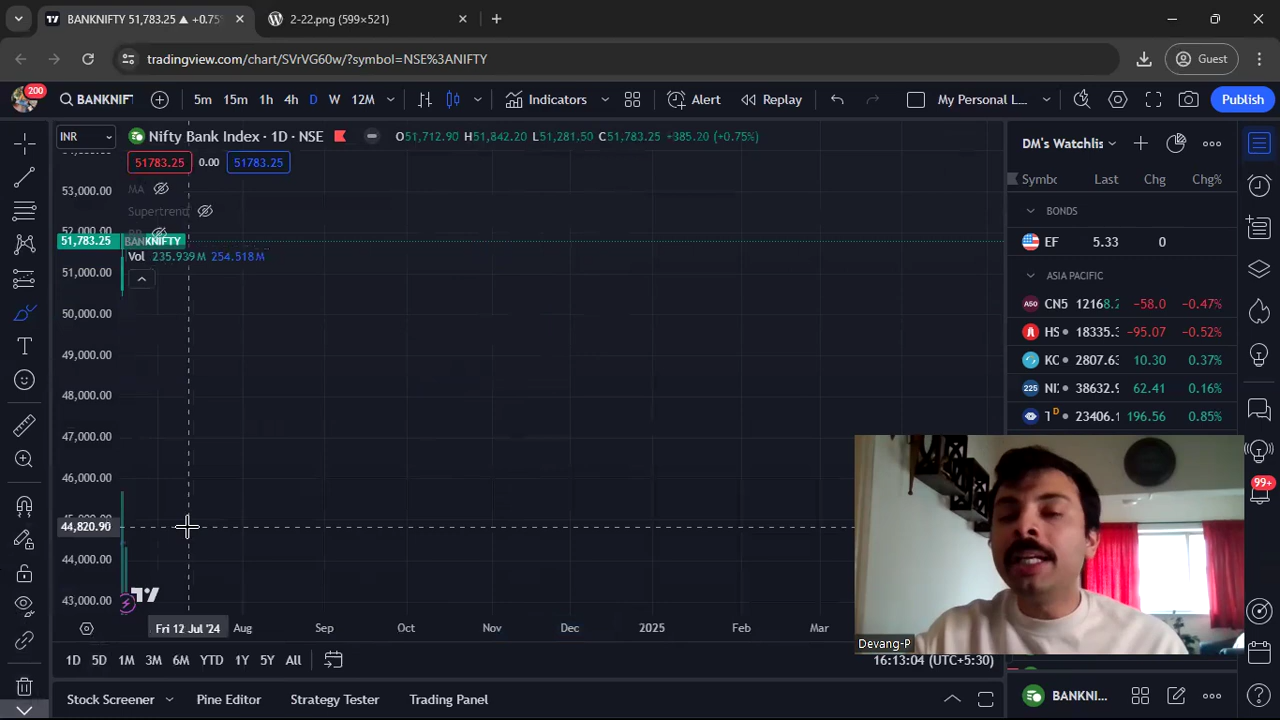 BANKNIFTY 51,783.25 ▲ +0.75%
2-22.png (599×521)
tradingview.com/chart/SVrVG60w/?symbol=NSE%3ANIFTY
Guest
200
BANKNIF
5m 15m 1h 4h D W 12M
Indicators
Alert
Replay
My Personal L...
Publish
INR
Nifty Bank Index · 1D · NSE
O51,712.90 H51,842.20 L51,281.50 C51,783.25 +385.20 (+0.75%)
51783.25 0.00 51783.25
MA
Supertrend
BANKNIFTY
Vol 235.939M 254.518M
53,000.00
51,783.25
51,000.00
50,000.00
49,000.00
48,000.00
47,000.00
46,000.00
44,820.90
44,000.00
43,000.00
Fri 12 Jul '24 Aug Sep Oct Nov Dec 2025 Feb Mar
1D 5D 1M 3M 6M YTD 1Y 5Y All
16:13:04 (UTC+5:30)
Stock Screener
Pine Editor
Strategy Tester
Trading Panel
DM's Watchlis
Symbc Last Chg Chg%
BONDS
EF 5.33 0
ASIA PACIFIC
A50 CN5 12168.2 −58.0 −0.47%
HS 18335.3 −95.07 −0.52%
KC 2807.63 10.30 0.37%
225 NI 38632.9 62.41 0.16%
T D 23406.1 196.56 0.85%
99+
Devang-P
BANKNI...